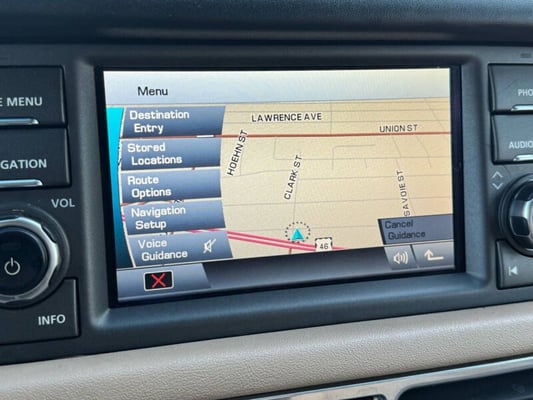 Menu
Destination
Entry
Stored
Locations
Route
Options
Navigation
Setup
Voice
Guidance
LAWRENCE AVE
UNION ST
HOEHN ST
CLARK ST
SAVOIE ST
46
Cancel
Guidance
E MENU
GATION
VOL
INFO
PHO
AUDIO